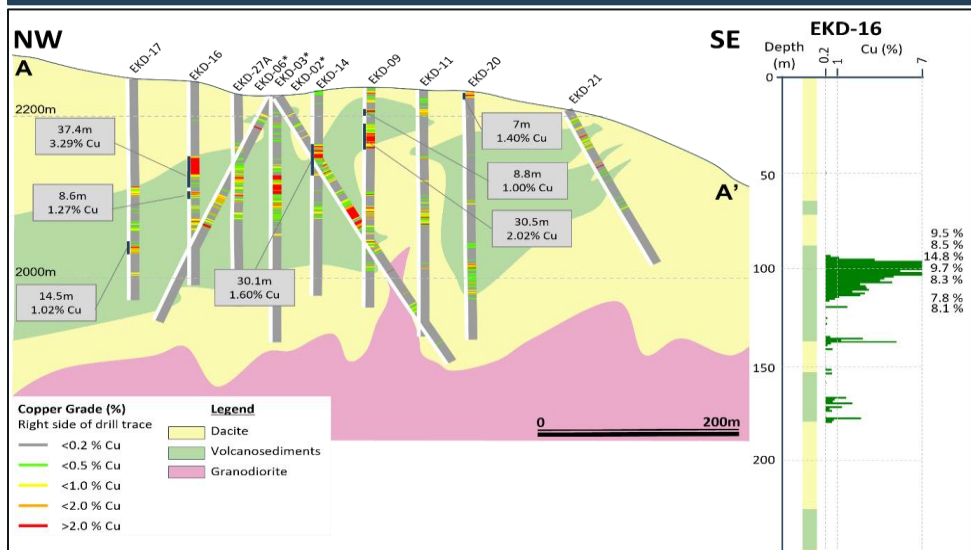 NW
A
EKD-17
EKD-16
EKD-27A
EKD-06*
EKD-03*
EKD-02*
EKD-14
EKD-09
EKD-11
EKD-20
EKD-21
SE
A’
2200m
2000m
37.4m
3.29% Cu
8.6m
1.27% Cu
14.5m
1.02% Cu
30.1m
1.60% Cu
7m
1.40% Cu
8.8m
1.00% Cu
30.5m
2.02% Cu
Copper Grade (%)
Right side of drill trace
<0.2 % Cu
<0.5 % Cu
<1.0 % Cu
<2.0 % Cu
>2.0 % Cu
Legend
Dacite
Volcanosediments
Granodiorite
0 200m
EKD-16
Depth
(m)
Cu (%)
0.2
1
7
0
50
100
150
200
9.5 %
8.5 %
14.8 %
9.7 %
8.3 %
7.8 %
8.1 %